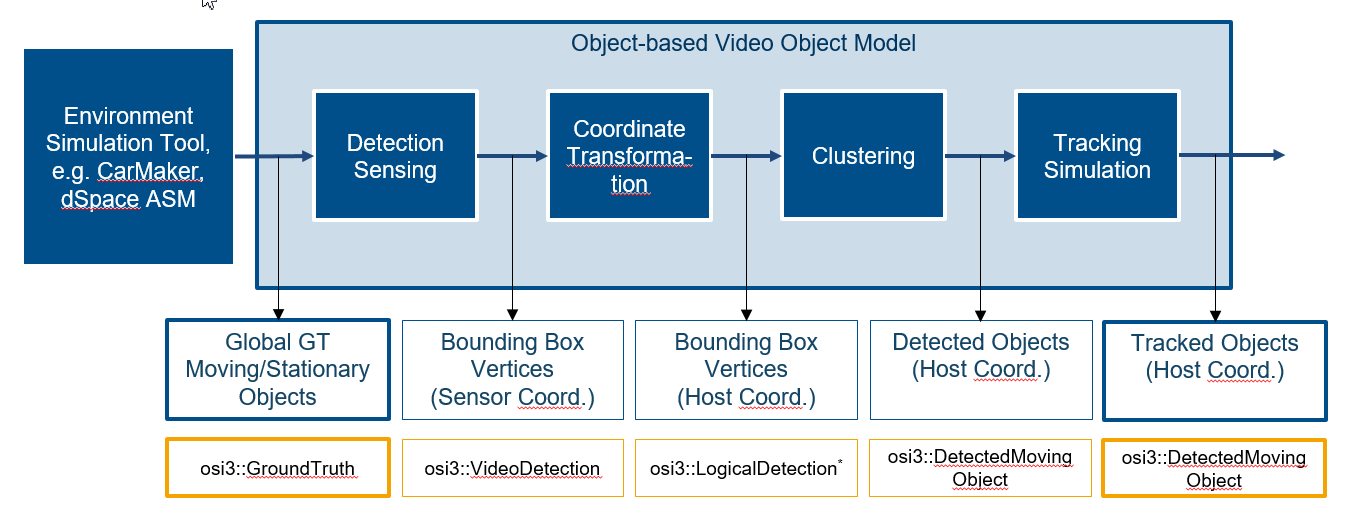 Object-based Video Object Model
Environment
Simulation Tool,
e.g. CarMaker,
dSpace ASM
Detection
Sensing
Coordinate
Transforma-
tion
Clustering
Tracking
Simulation
Global GT
Moving/Stationary
Objects
Bounding Box
Vertices
(Sensor Coord.)
Bounding Box
Vertices
(Host Coord.)
Detected Objects
(Host Coord.)
Tracked Objects
(Host Coord.)
osi3::GroundTruth
osi3::VideoDetection
osi3::LogicalDetection*
osi3::DetectedMoving
Object
osi3::DetectedMoving
Object